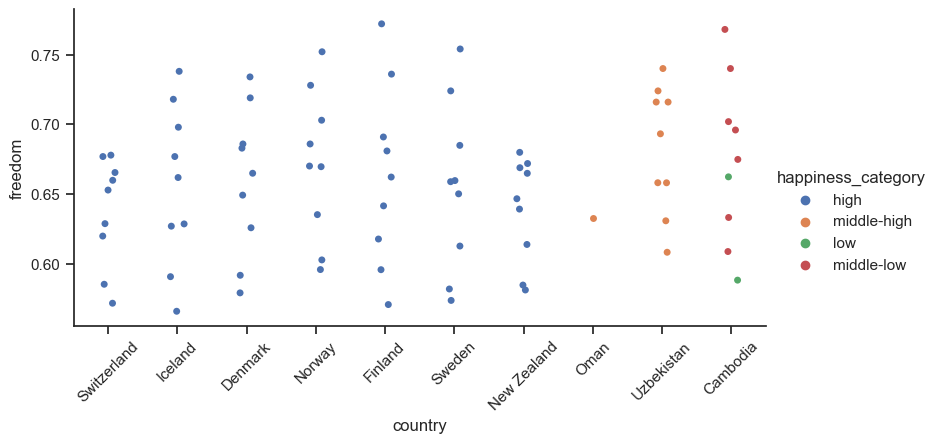 freedom
0.75
0.70
0.65
0.60
Switzerland
Iceland
Denmark
Norway
Finland
Sweden
New Zealand
Oman
Uzbekistan
Cambodia
country
happiness_category
high
middle-high
low
middle-low